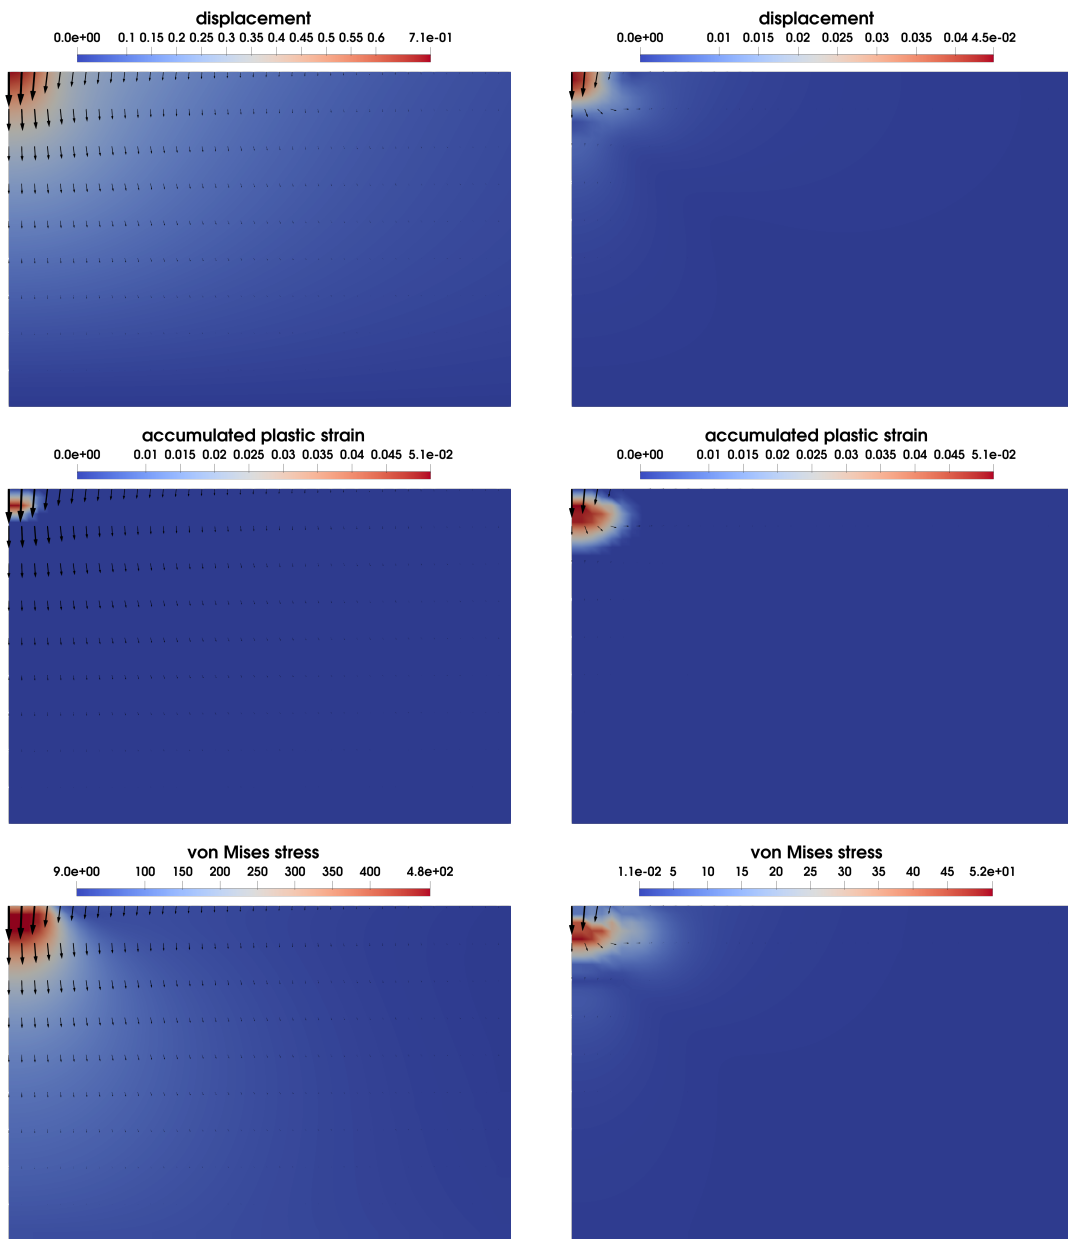 displacement
0.0e+00 0.1 0.15 0.2 0.25 0.3 0.35 0.4 0.45 0.5 0.55 0.6 7.1e-01
displacement
0.0e+00 0.01 0.015 0.02 0.025 0.03 0.035 0.04 4.5e-02
accumulated plastic strain
0.0e+00 0.01 0.015 0.02 0.025 0.03 0.035 0.04 0.045 5.1e-02
accumulated plastic strain
0.0e+00 0.01 0.015 0.02 0.025 0.03 0.035 0.04 0.045 5.1e-02
von Mises stress
9.0e+00 100 150 200 250 300 350 400 4.8e+02
von Mises stress
1.1e-02 5 10 15 20 25 30 35 40 45 5.2e+01